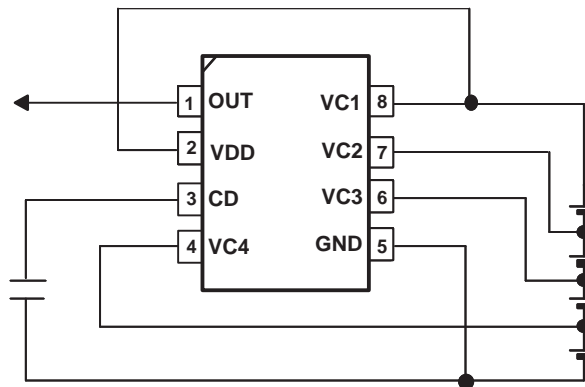 1 OUT VC1 8
2 VDD VC2 7
3 CD VC3 6
4 VC4 GND 5